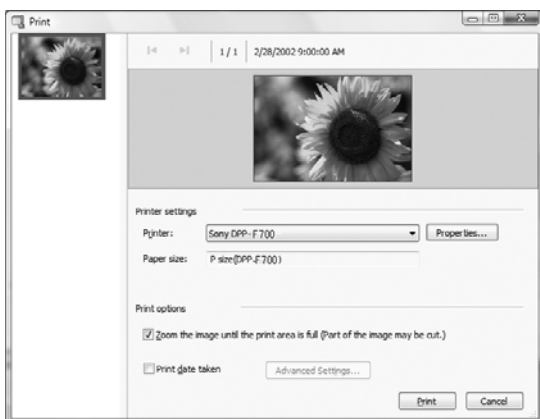 Print
1 / 1 2/28/2002 9:00:00 AM
Printer settings
Printer: Sony DPP-F700 Properties...
Paper size: P size(DPP-F700)
Print options
Zoom the image until the print area is full (Part of the image may be cut.)
Print date taken Advanced Settings...
Print Cancel